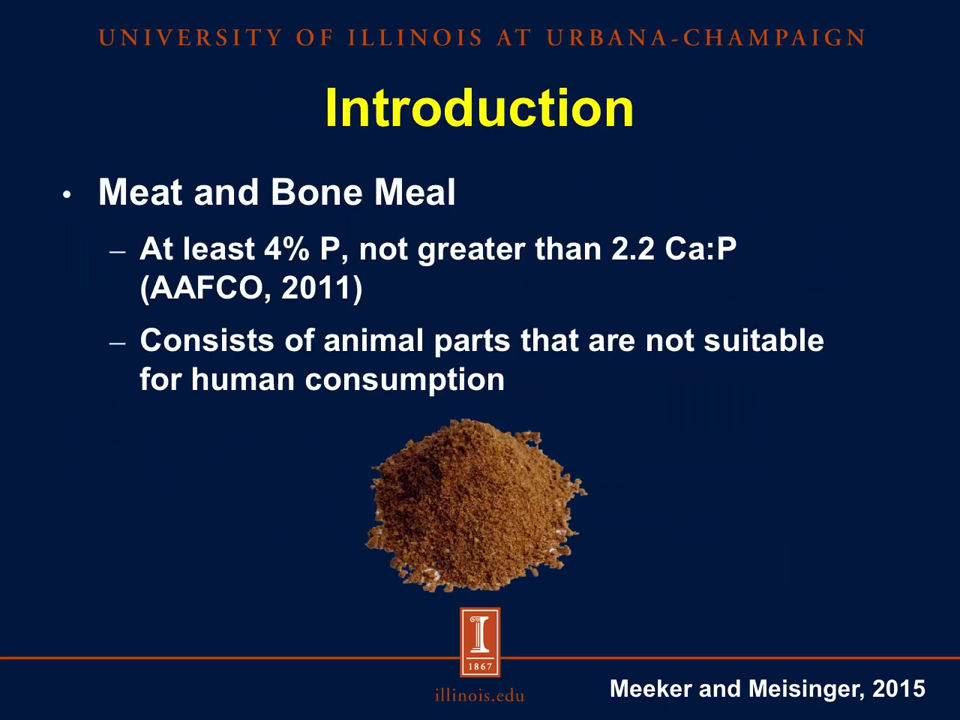 UNIVERSITY OF ILLINOIS AT URBANA-CHAMPAIGN
Introduction
• Meat and Bone Meal
– At least 4% P, not greater than 2.2 Ca:P
(AAFCO, 2011)
– Consists of animal parts that are not suitable
for human consumption
I
1867
illinois.edu
Meeker and Meisinger, 2015